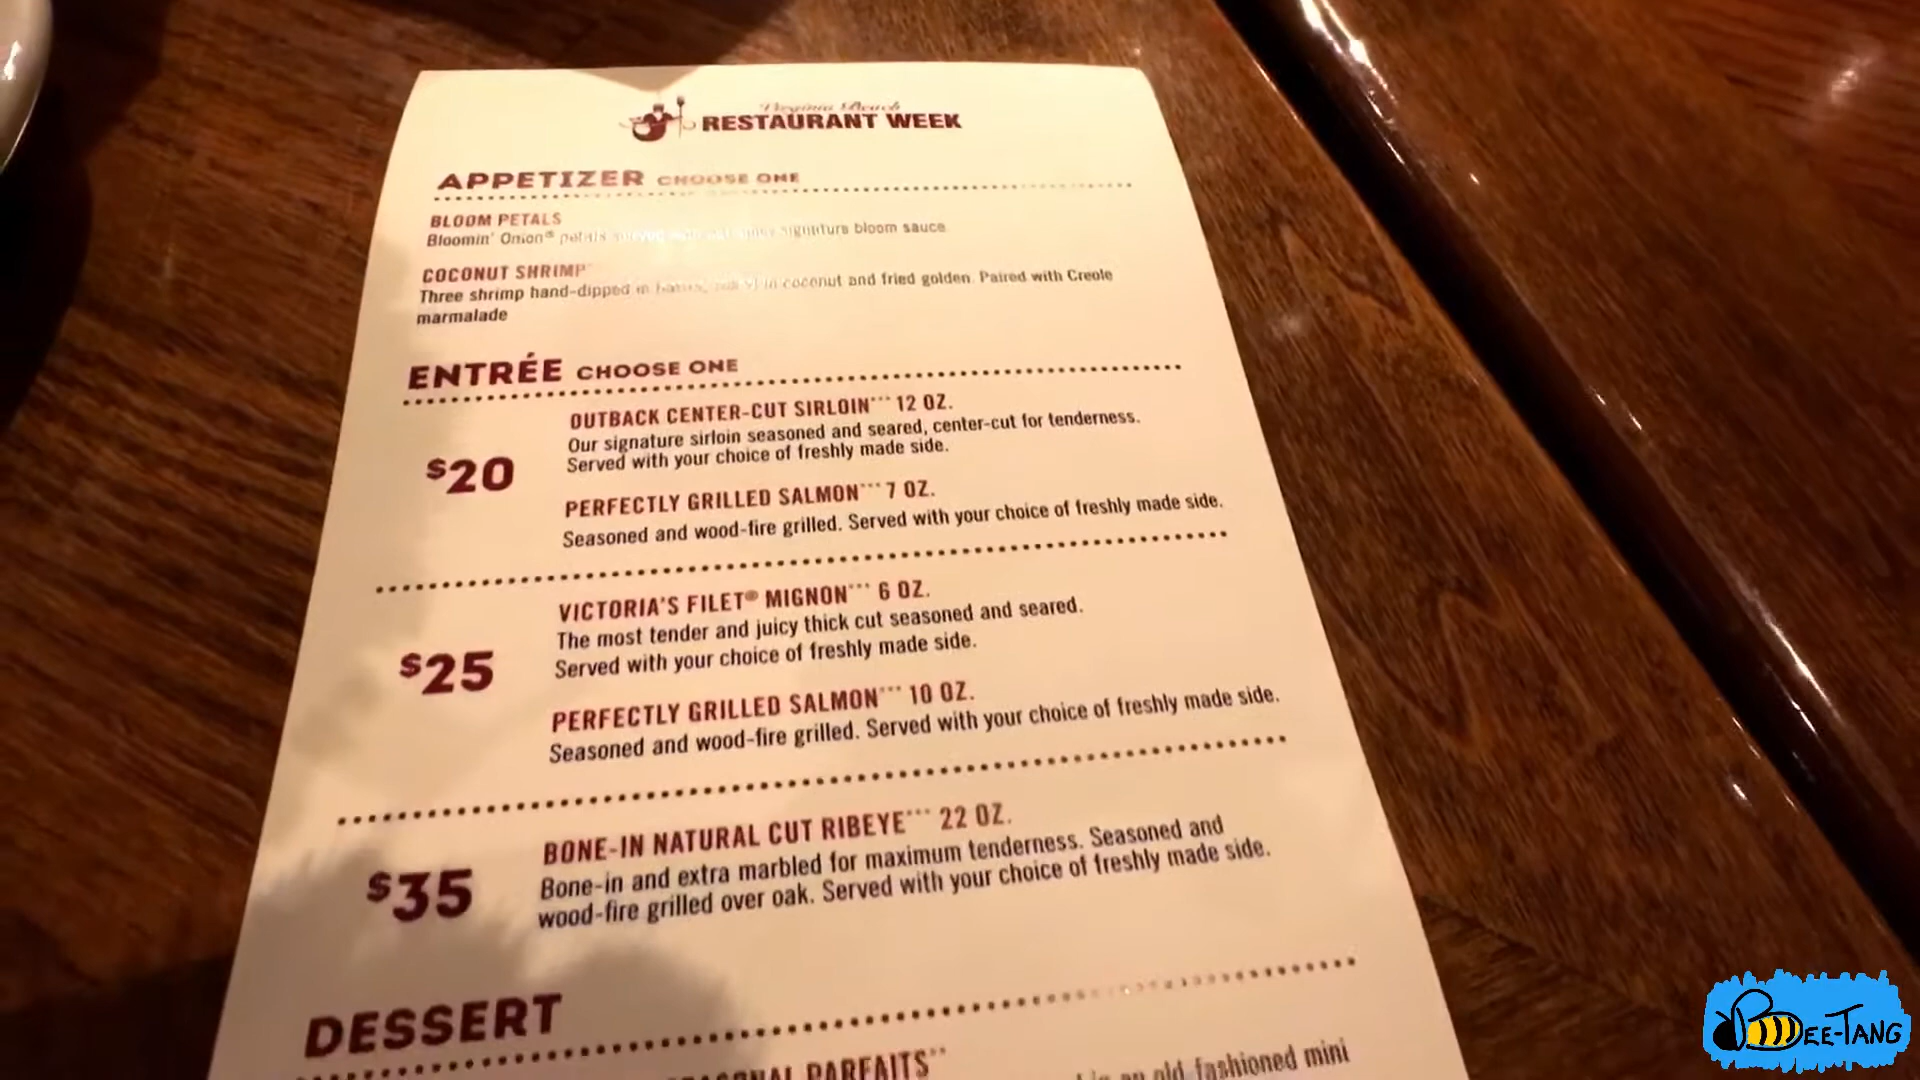 Virginia Beach
RESTAURANT WEEK
APPETIZER CHOOSE ONE
BLOOM PETALS
Bloomin' Onion® petals signature bloom sauce
COCONUT SHRIMP
Three shrimp hand-dipped in in coconut and fried golden. Paired with Creole
marmalade
ENTRÉE CHOOSE ONE
OUTBACK CENTER-CUT SIRLOIN*** 12 OZ.
Our signature sirloin seasoned and seared, center-cut for tenderness.
Served with your choice of freshly made side.
$20
PERFECTLY GRILLED SALMON*** 7 OZ.
Seasoned and wood-fire grilled. Served with your choice of freshly made side.
VICTORIA'S FILET® MIGNON*** 6 OZ.
The most tender and juicy thick cut seasoned and seared.
Served with your choice of freshly made side.
$25
PERFECTLY GRILLED SALMON*** 10 OZ.
Seasoned and wood-fire grilled. Served with your choice of freshly made side.
BONE-IN NATURAL CUT RIBEYE*** 22 OZ.
Bone-in and extra marbled for maximum tenderness. Seasoned and
wood-fire grilled over oak. Served with your choice of freshly made side.
$35
DESSERT
PARFAITS**
an old fashioned mini
BEE-TANG